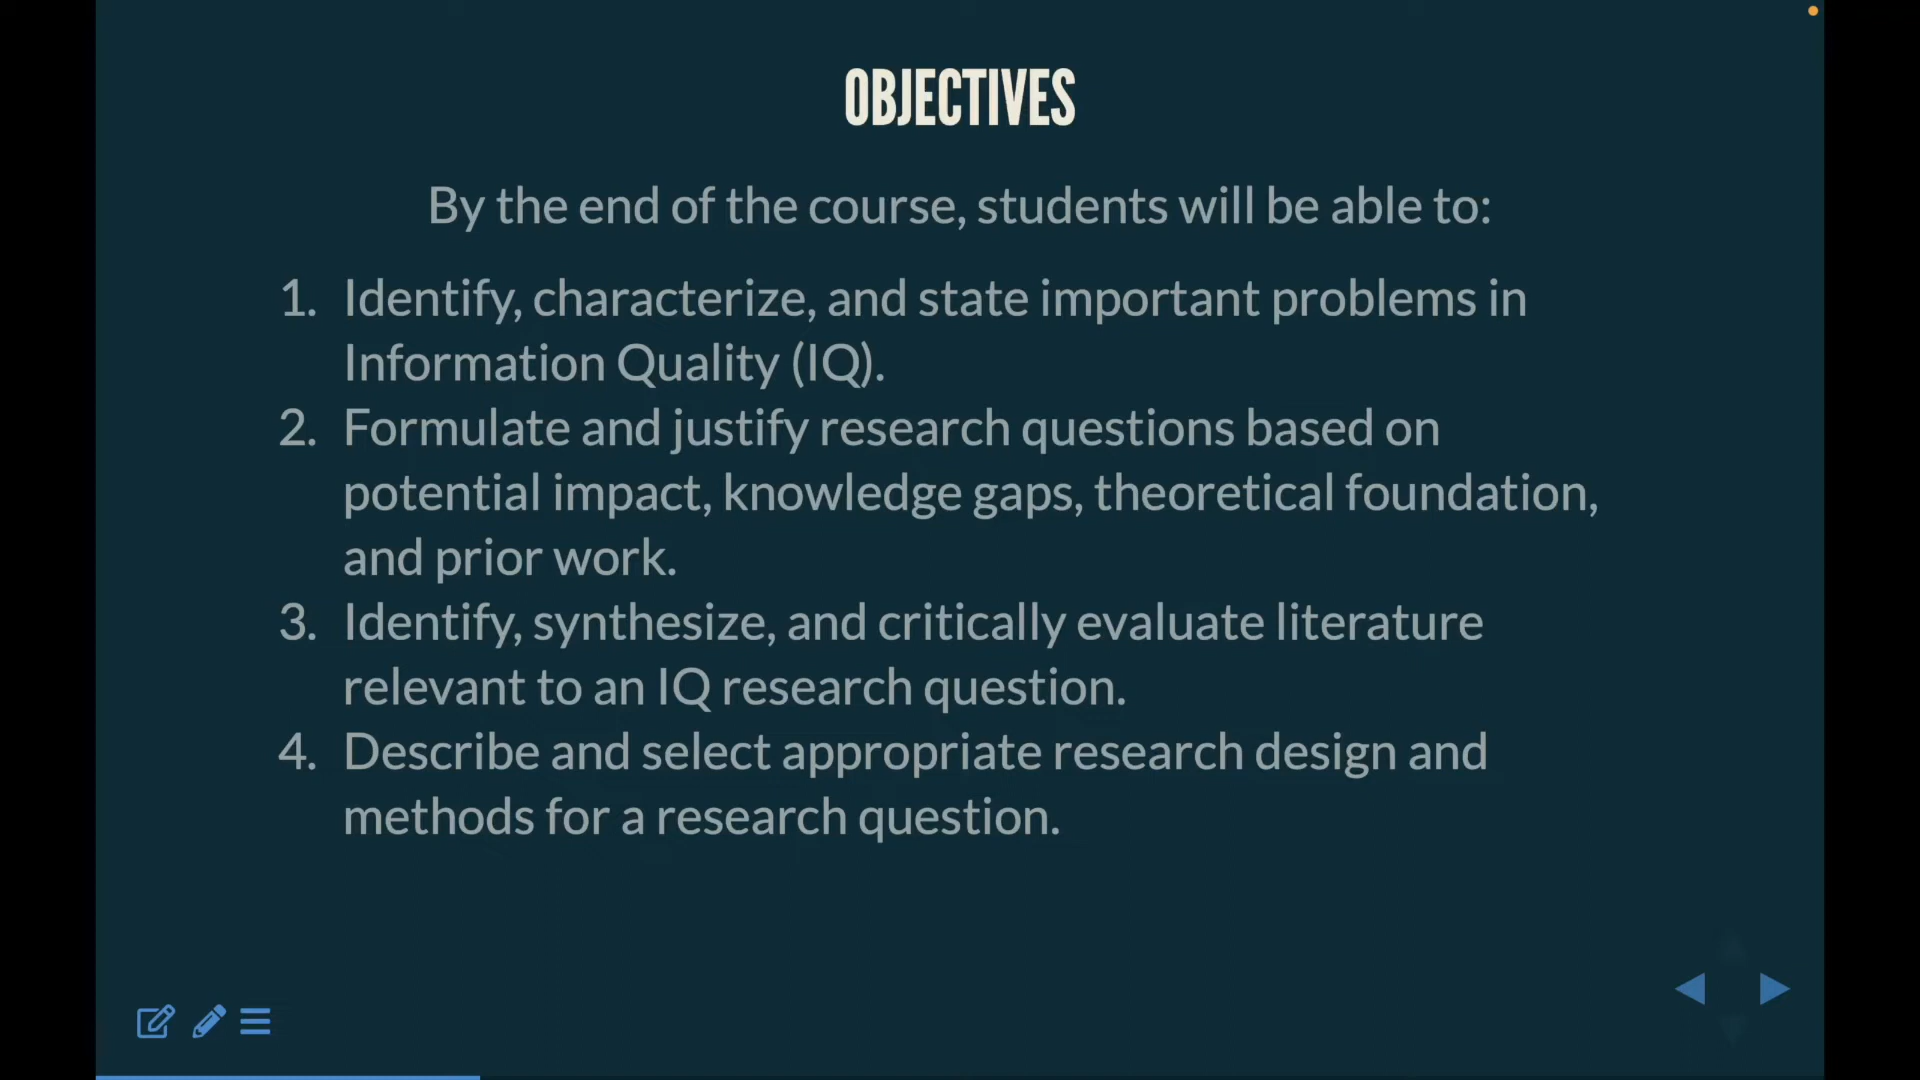 OBJECTIVES
By the end of the course, students will be able to:
1. Identify, characterize, and state important problems in
Information Quality (IQ).
2. Formulate and justify research questions based on
potential impact, knowledge gaps, theoretical foundation,
and prior work.
3. Identify, synthesize, and critically evaluate literature
relevant to an IQ research question.
4. Describe and select appropriate research design and
methods for a research question.